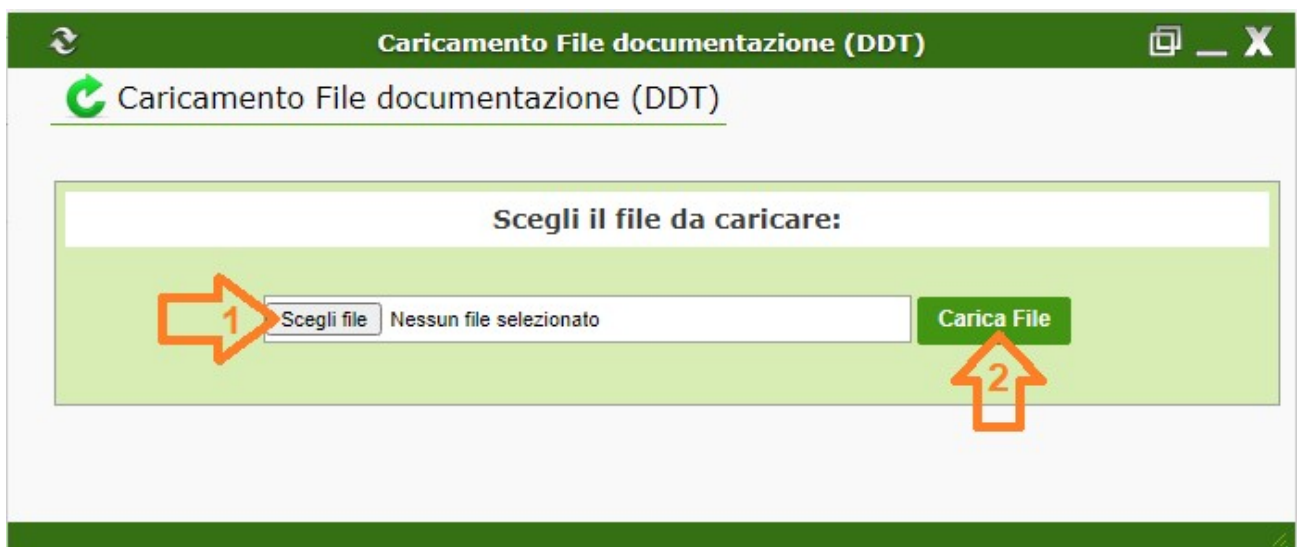 Caricamento File documentazione (DDT)
Caricamento File documentazione (DDT)
Scegli il file da caricare:
1 Scegli file Nessun file selezionato Carica File
2